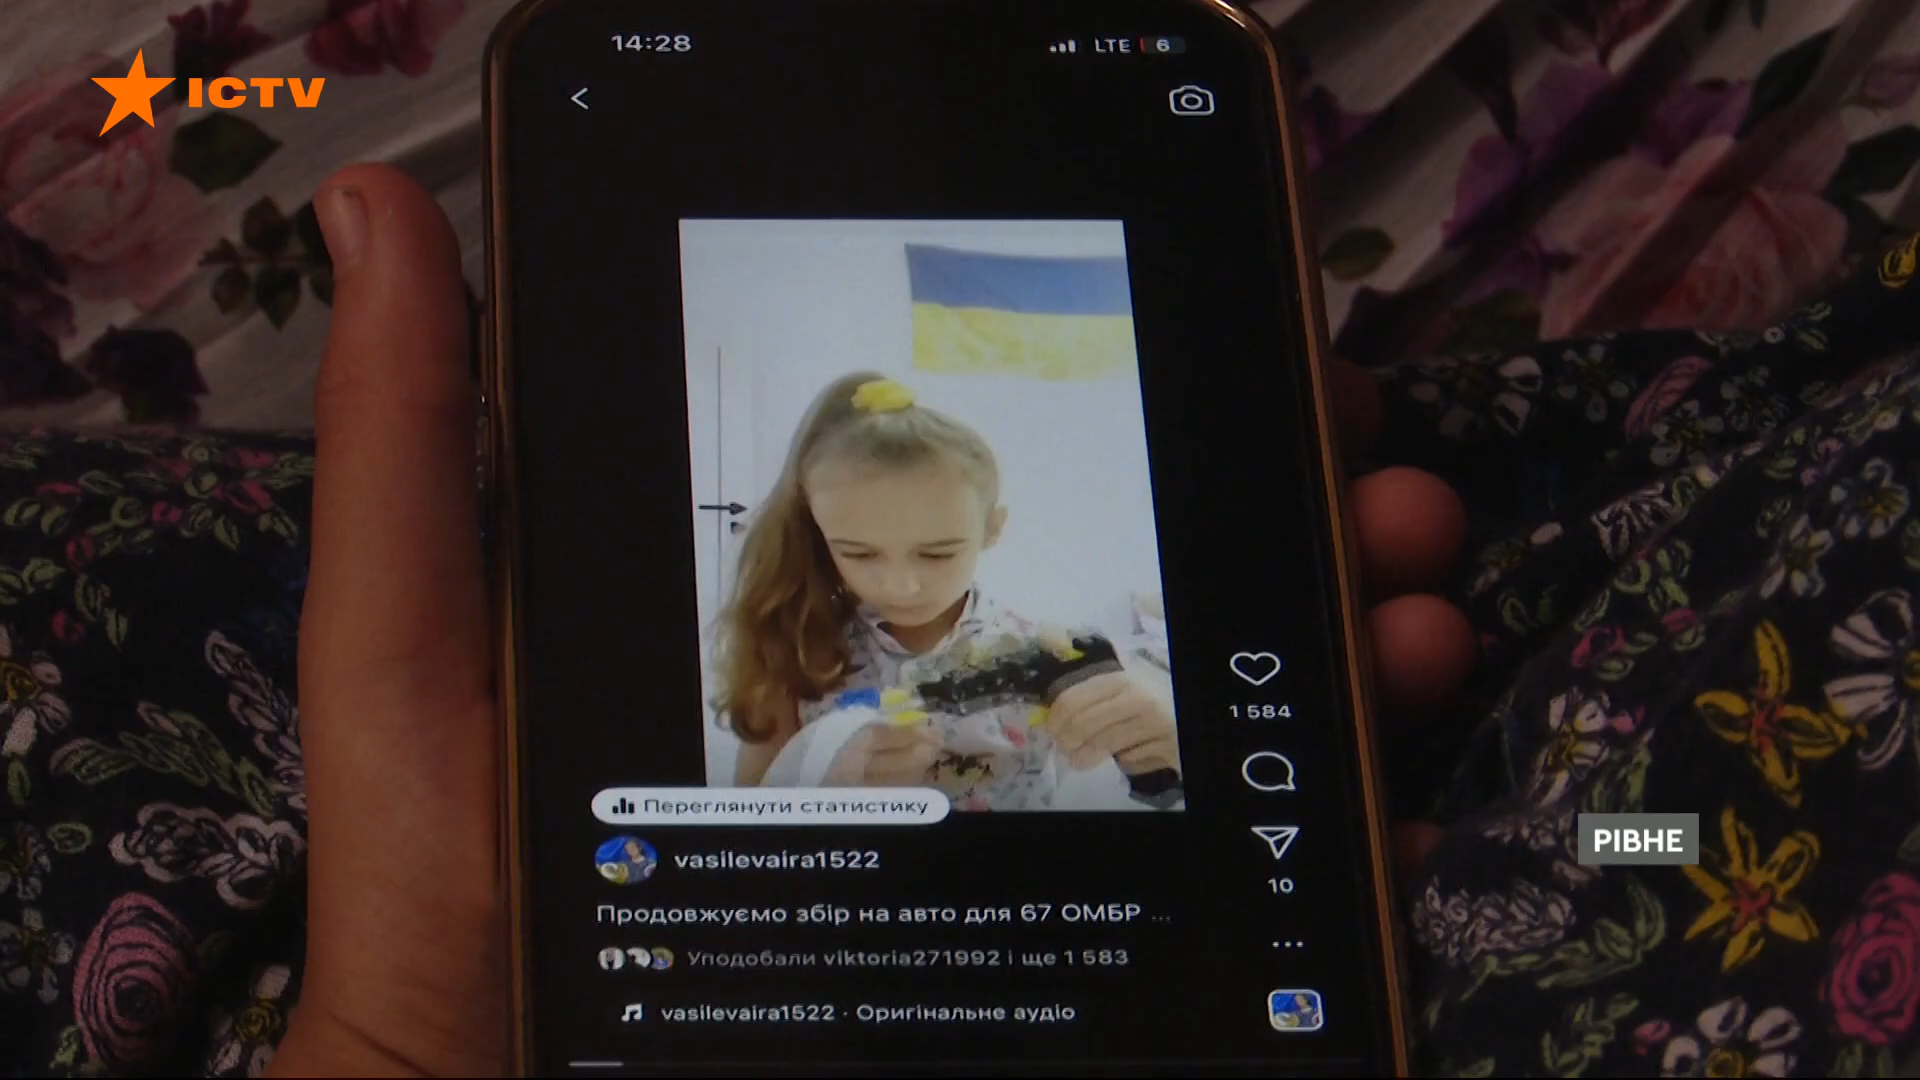 14:28
LTE 6
ICTV
1 584
Переглянути статистику
РІВНЕ
vasilevaira1522
10
Продовжуємо збір на авто для 67 ОМБР ...
Уподобали viktoria271992 і ще 1 583
vasilevaira1522 · Оригінальне аудіо